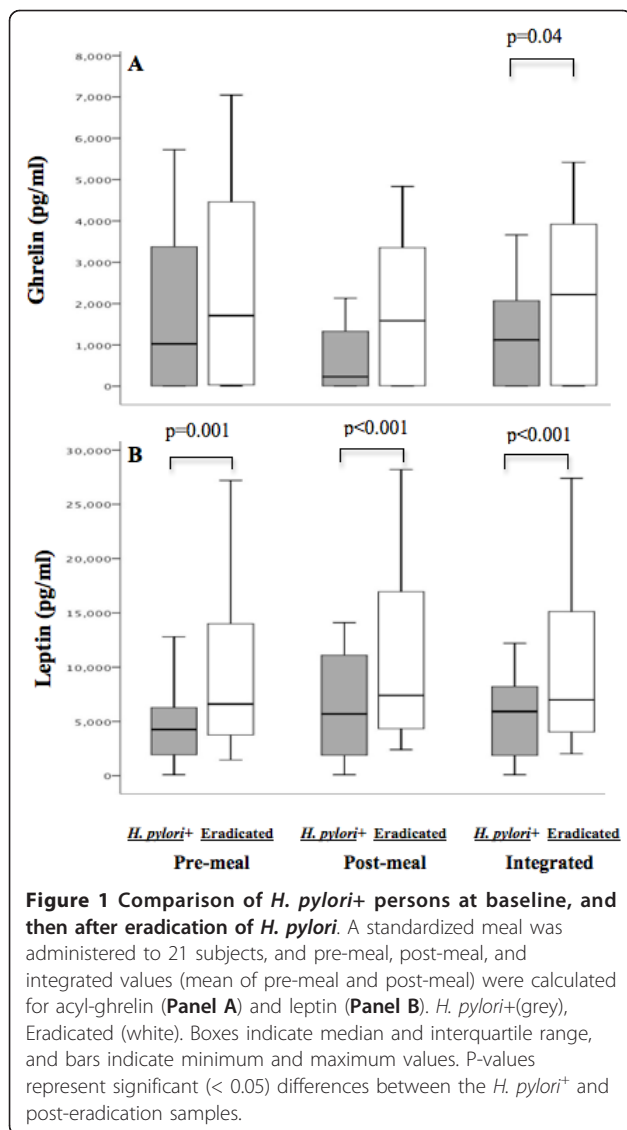 p=0.04
A
8,000
7,000
6,000
5,000
4,000
3,000
2,000
1,000
0
Ghrelin (pg/ml)
p=0.001 p<0.001 p<0.001
B
30,000
25,000
20,000
15,000
10,000
5,000
0
Leptin (pg/ml)
H. pylori+ Eradicated H. pylori+ Eradicated H. pylori+ Eradicated
Pre-meal Post-meal Integrated
Figure 1 Comparison of H. pylori+ persons at baseline, and
then after eradication of H. pylori. A standardized meal was
administered to 21 subjects, and pre-meal, post-meal, and
integrated values (mean of pre-meal and post-meal) were calculated
for acyl-ghrelin (Panel A) and leptin (Panel B). H. pylori+(grey),
Eradicated (white). Boxes indicate median and interquartile range,
and bars indicate minimum and maximum values. P-values
represent significant (< 0.05) differences between the H. pylori⁺ and
post-eradication samples.